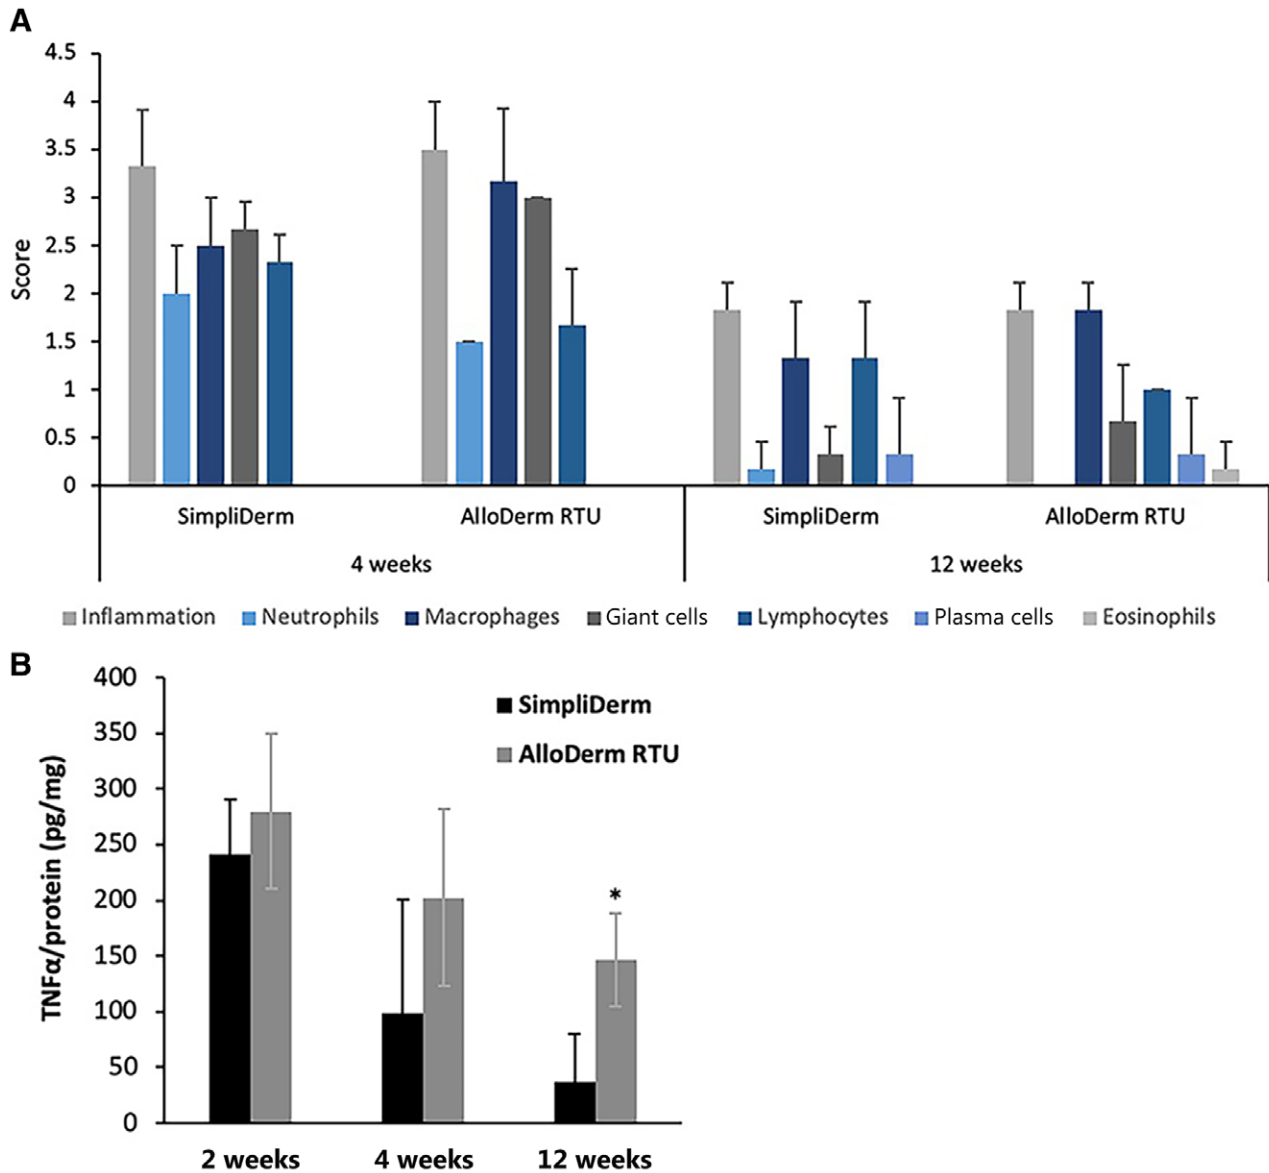 A
4.5
4
3.5
3
2.5
2
1.5
1
0.5
0
Score
SimpliDerm AlloDerm RTU SimpliDerm AlloDerm RTU
4 weeks 12 weeks
Inflammation Neutrophils Macrophages Giant cells Lymphocytes Plasma cells Eosinophils
B
400
350
300
250
200
150
100
50
0
TNFα/protein (pg/mg)
SimpliDerm
AlloDerm RTU
*
2 weeks 4 weeks 12 weeks